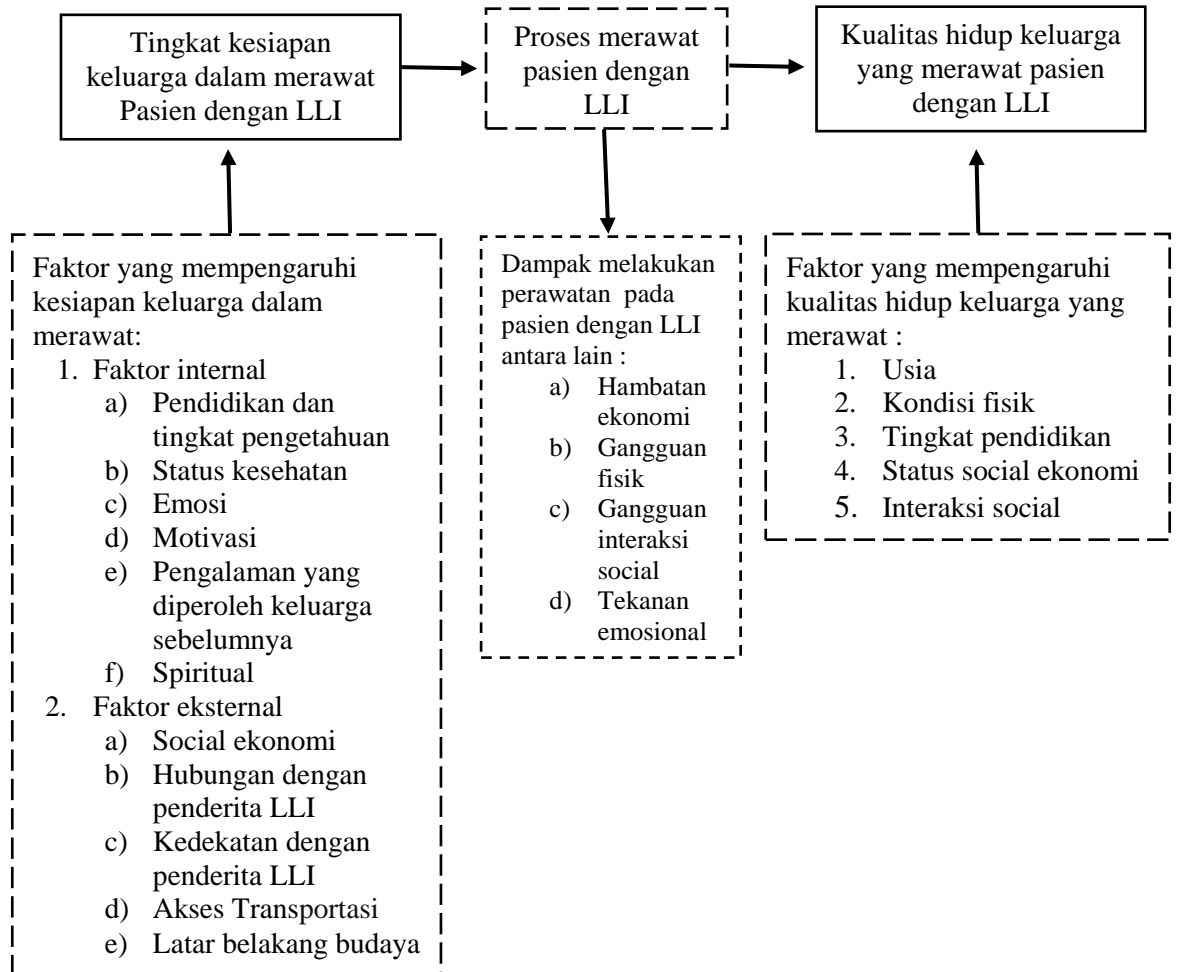 Tingkat kesiapan
keluarga dalam merawat
Pasien dengan LLI
Proses merawat
pasien dengan
LLI
Kualitas hidup keluarga
yang merawat pasien
dengan LLI
Faktor yang mempengaruhi
kesiapan keluarga dalam
merawat:
1. Faktor internal
a) Pendidikan dan
tingkat pengetahuan
b) Status kesehatan
c) Emosi
d) Motivasi
e) Pengalaman yang
diperoleh keluarga
sebelumnya
f) Spiritual
2. Faktor eksternal
a) Social ekonomi
b) Hubungan dengan
penderita LLI
c) Kedekatan dengan
penderita LLI
d) Akses Transportasi
e) Latar belakang budaya
Dampak melakukan
perawatan pada
pasien dengan LLI
antara lain :
a) Hambatan
ekonomi
b) Gangguan
fisik
c) Gangguan
interaksi
social
d) Tekanan
emosional
Faktor yang mempengaruhi
kualitas hidup keluarga yang
merawat :
1. Usia
2. Kondisi fisik
3. Tingkat pendidikan
4. Status social ekonomi
5. Interaksi social